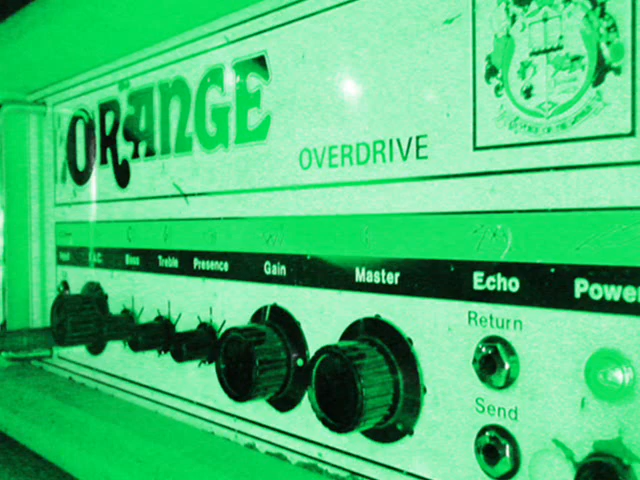 ORANGE
OVERDRIVE
Bass Treble Presence Gain Master Echo Power
Return
Send